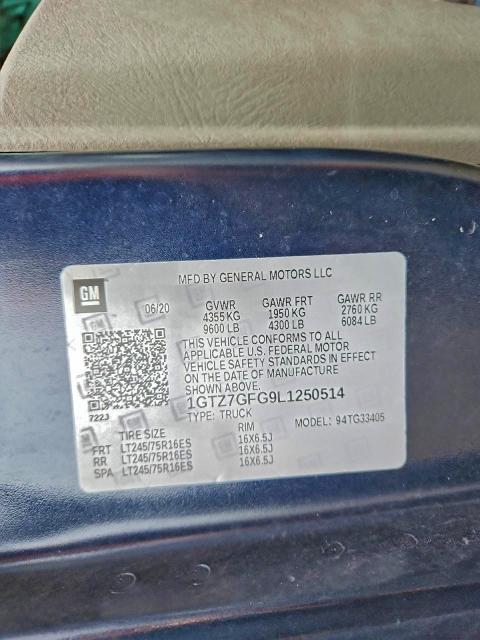 MFD BY GENERAL MOTORS LLC
GM
06/20 GVWR GAWR FRT GAWR RR
4355 KG 1950 KG 2760 KG
9600 LB 4300 LB 6084 LB
THIS VEHICLE CONFORMS TO ALL
APPLICABLE U.S. FEDERAL MOTOR
VEHICLE SAFETY STANDARDS IN EFFECT
ON THE DATE OF MANUFACTURE
SHOWN ABOVE.
1GTZ7GFG9L1250514
TYPE: TRUCK MODEL: 94TG33405
722J
TIRE SIZE RIM
FRT LT245/75R16ES 16X6.5J
RR LT245/75R16ES 16X6.5J
SPA LT245/75R16ES 16X6.5J